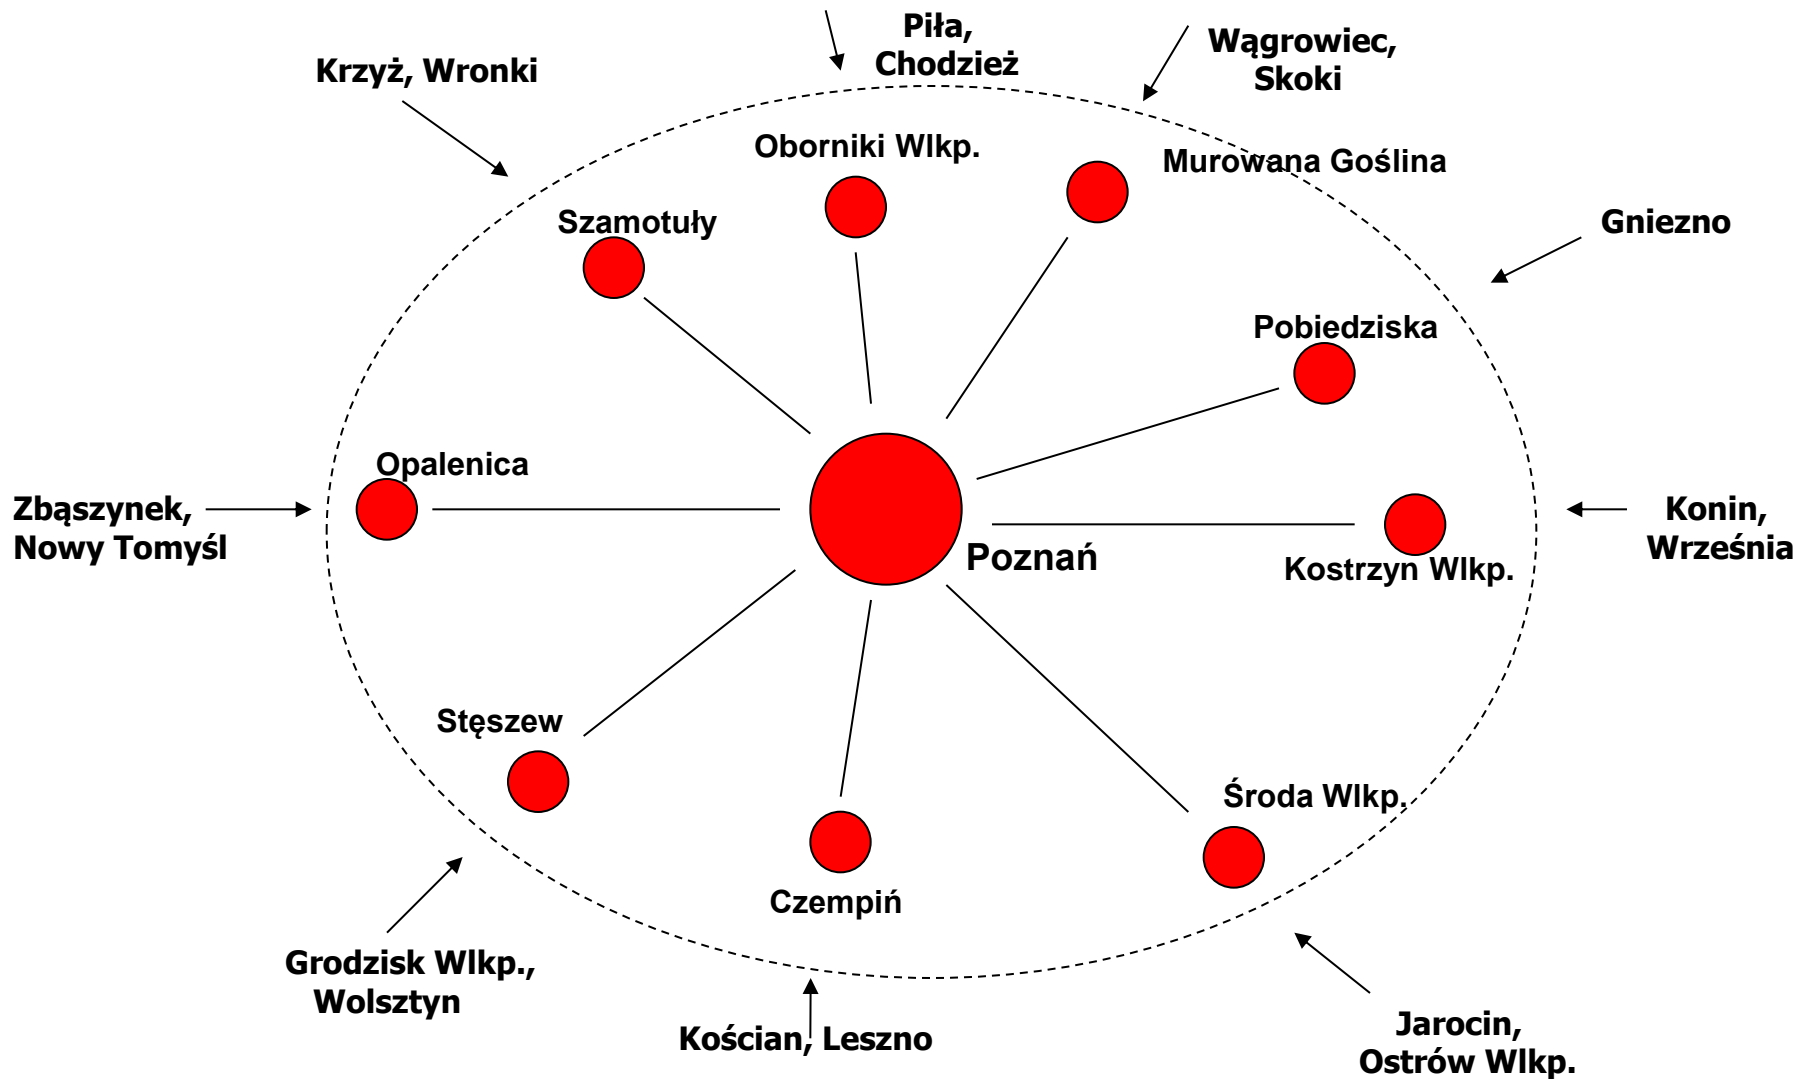 Piła,
Chodzież
Wągrowiec,
Skoki
Krzyż, Wronki
Oborniki Wlkp.
Murowana Goślina
Szamotuły
Gniezno
Pobiedziska
Opalenica
Zbąszynek,
Nowy Tomyśl
Poznań
Konin,
Września
Kostrzyn Wlkp.
Stęszew
Środa Wlkp.
Czempiń
Grodzisk Wlkp.,
Wolsztyn
Kościan, Leszno
Jarocin,
Ostrów Wlkp.